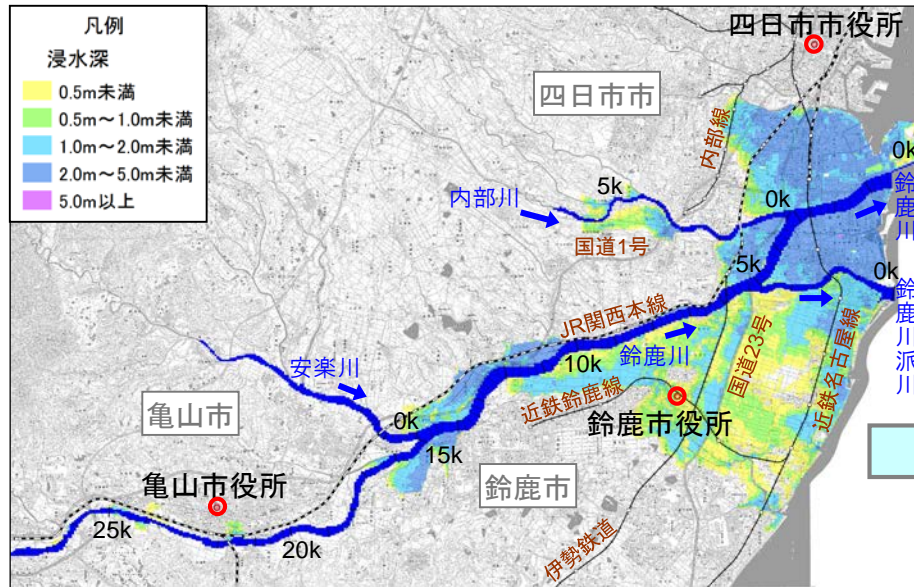 凡例
浸水深
0.5m未満
0.5m～1.0m未満
1.0m～2.0m未満
2.0m～5.0m未満
5.0m以上
四日市市役所
四日市市
内部線
0k
鈴鹿川
5k
内部川
0k
国道1号
5k
0k
鈴鹿川派川
JR関西本線
国道23号
近鉄名古屋線
10k
鈴鹿川
安楽川
近鉄鈴鹿線
鈴鹿市役所
亀山市
0k
15k
鈴鹿市
亀山市役所
25k
20k
伊勢鉄道